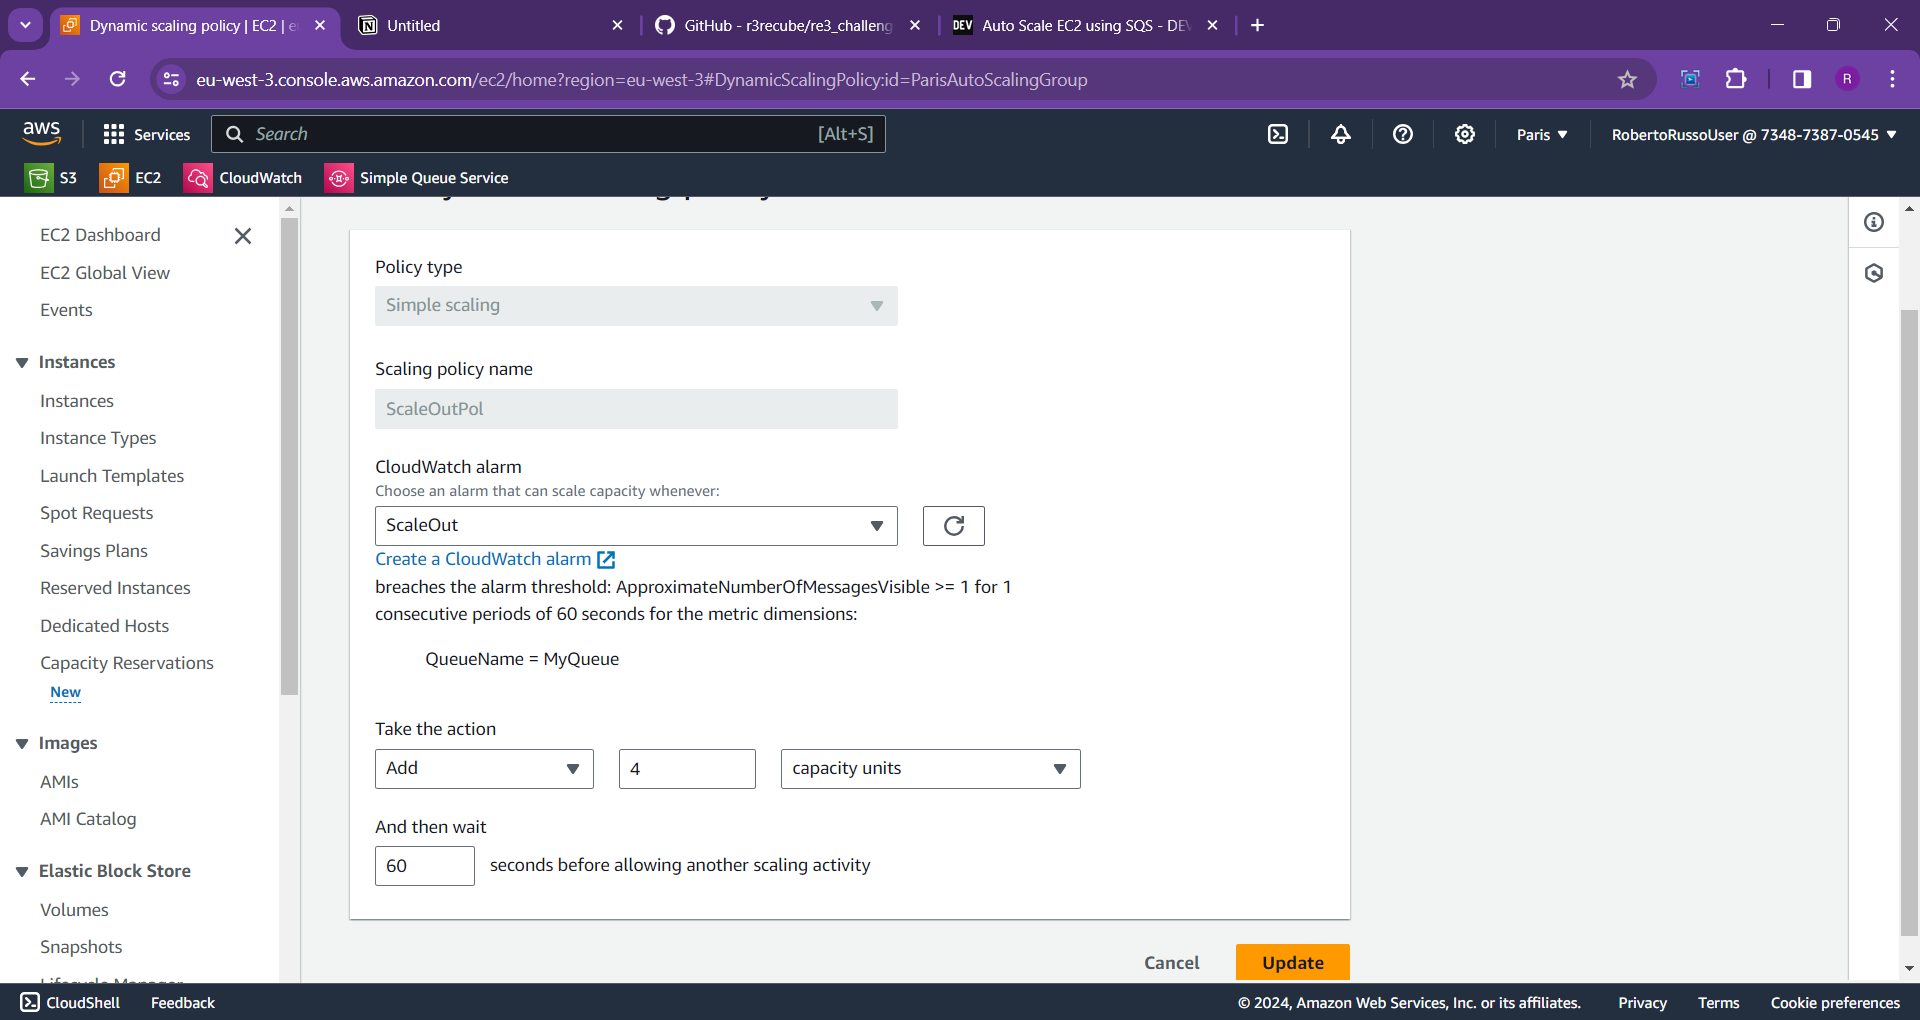 Dynamic scaling policy | EC2 | e
Untitled
GitHub - r3recube/re3_challeng
DEV
Auto Scale EC2 using SQS - DEV
eu-west-3.console.aws.amazon.com/ec2/home?region=eu-west-3#DynamicScalingPolicy:id=ParisAutoScalingGroup
R
aws
Services
Search
[Alt+S]
Paris
RobertoRussoUser @ 7348-7387-0545
S3
EC2
CloudWatch
Simple Queue Service
EC2 Dashboard
EC2 Global View
Events
Instances
Instances
Instance Types
Launch Templates
Spot Requests
Savings Plans
Reserved Instances
Dedicated Hosts
Capacity Reservations
New
Images
AMIs
AMI Catalog
Elastic Block Store
Volumes
Snapshots
Lifecycle Manager
Policy type
Simple scaling
Scaling policy name
ScaleOutPol
CloudWatch alarm
Choose an alarm that can scale capacity whenever:
ScaleOut
Create a CloudWatch alarm
breaches the alarm threshold: ApproximateNumberOfMessagesVisible >= 1 for 1
consecutive periods of 60 seconds for the metric dimensions:
QueueName = MyQueue
Take the action
Add
4
capacity units
And then wait
60
seconds before allowing another scaling activity
Cancel
Update
CloudShell
Feedback
© 2024, Amazon Web Services, Inc. or its affiliates.
Privacy
Terms
Cookie preferences